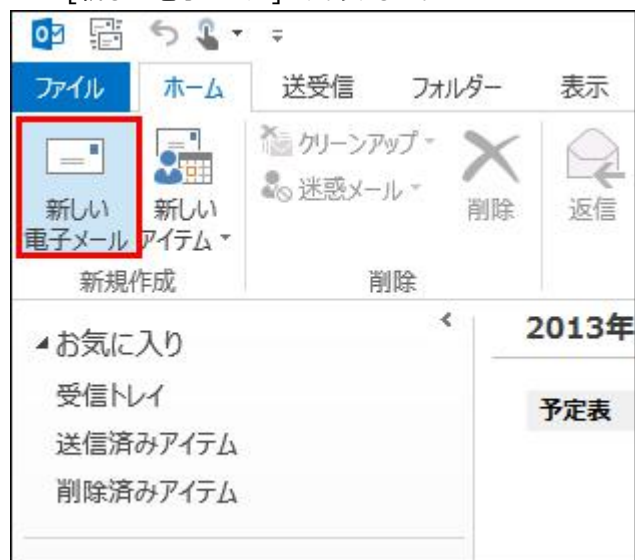 ファイル ホーム 送受信 フォルダー 表示
新しい
電子メール
新しい
アイテム
クリーンアップ
迷惑メール
削除
返信
新規作成 削除
お気に入り
受信トレイ
送信済みアイテム
削除済みアイテム
2013年
予定表